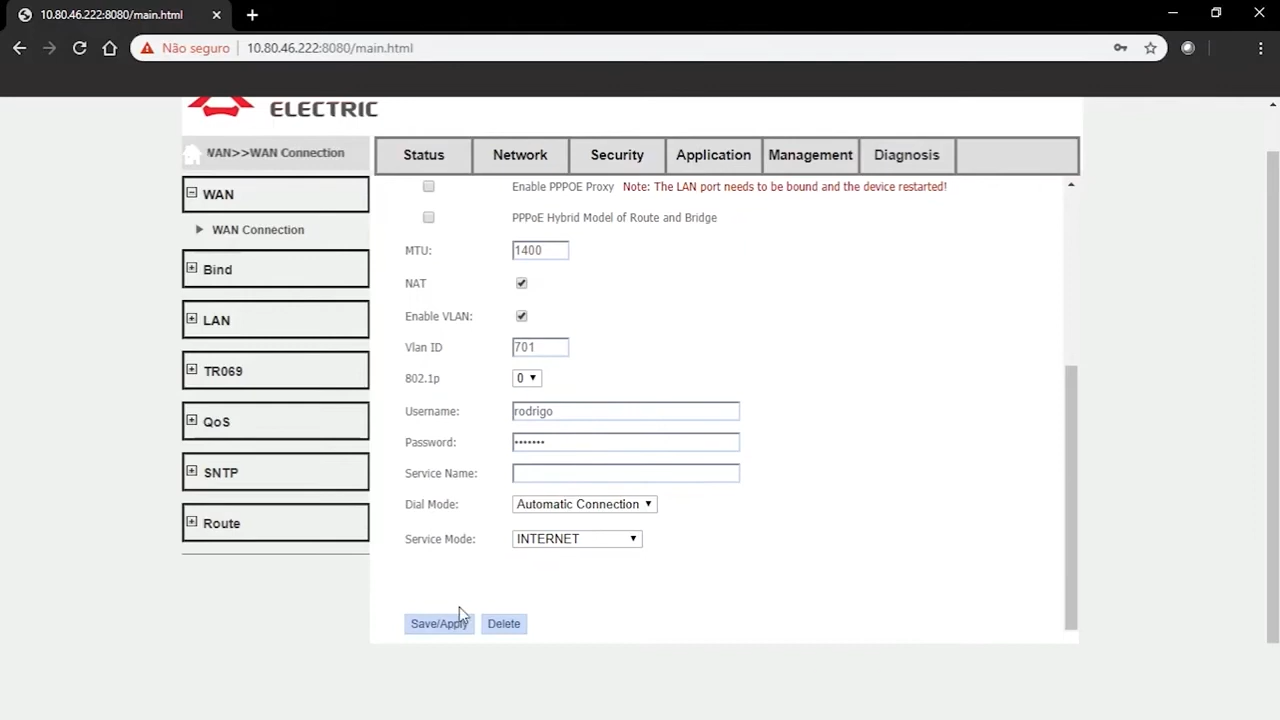 10.80.46.222:8080/main.html
Não seguro 10.80.46.222:8080/main.html
ELECTRIC
WAN>>WAN Connection
Status Network Security Application Management Diagnosis
WAN
WAN Connection
Bind
LAN
TR069
QoS
SNTP
Route
Enable PPPOE Proxy Note: The LAN port needs to be bound and the device restarted!
PPPoE Hybrid Model of Route and Bridge
MTU: 1400
NAT
Enable VLAN:
Vlan ID 701
802.1p 0
Username: rodrigo
Password: •••••••
Service Name:
Dial Mode: Automatic Connection
Service Mode: INTERNET
Save/Apply Delete